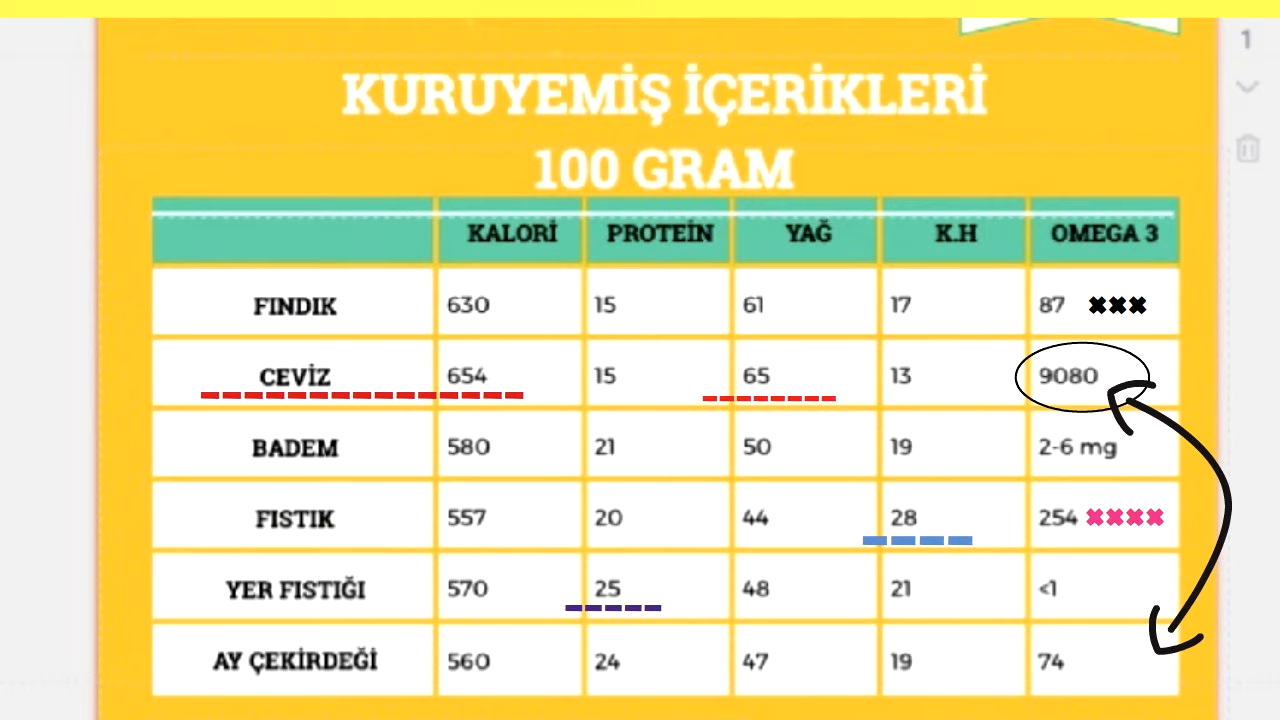 1
KURUYEMİŞ İÇERİKLERİ
100 GRAM
KALORİ PROTEİN YAĞ K.H OMEGA 3
FINDIK 630 15 61 17 87
CEVİZ 654 15 65 13 9080
BADEM 580 21 50 19 2-6 mg
FISTIK 557 20 44 28 254
YER FISTIĞI 570 25 48 21 <1
AY ÇEKİRDEĞİ 560 24 47 19 74